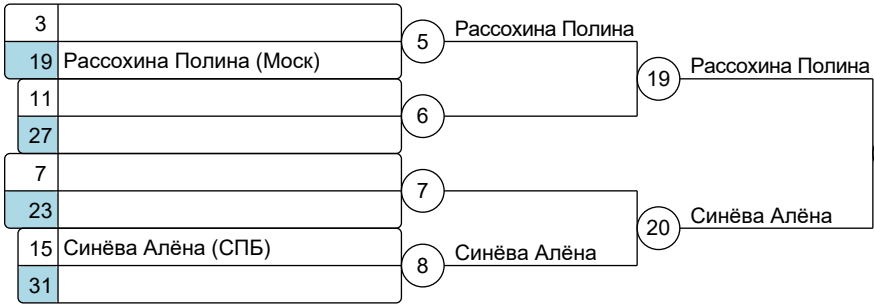 3
19 Рассохина Полина (Моск)
5 Рассохина Полина
19 Рассохина Полина
11
27
6
7
23
7
20 Синёва Алёна
15 Синёва Алёна (СПБ)
31
8 Синёва Алёна